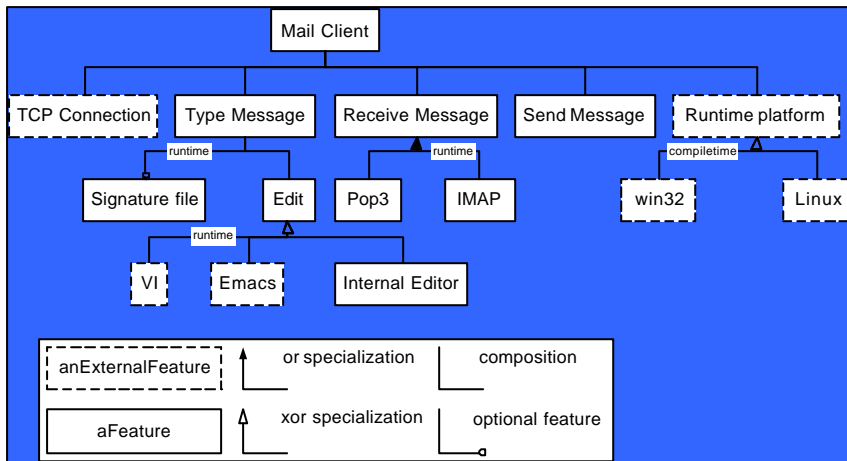 Mail Client
TCP Connection
Type Message
Receive Message
Send Message
Runtime platform
runtime
runtime
compiletime
Signature file
Edit
Pop3
IMAP
win32
Linux
runtime
VI
Emacs
Internal Editor
anExternalFeature
or specialization
composition
aFeature
xor specialization
optional feature